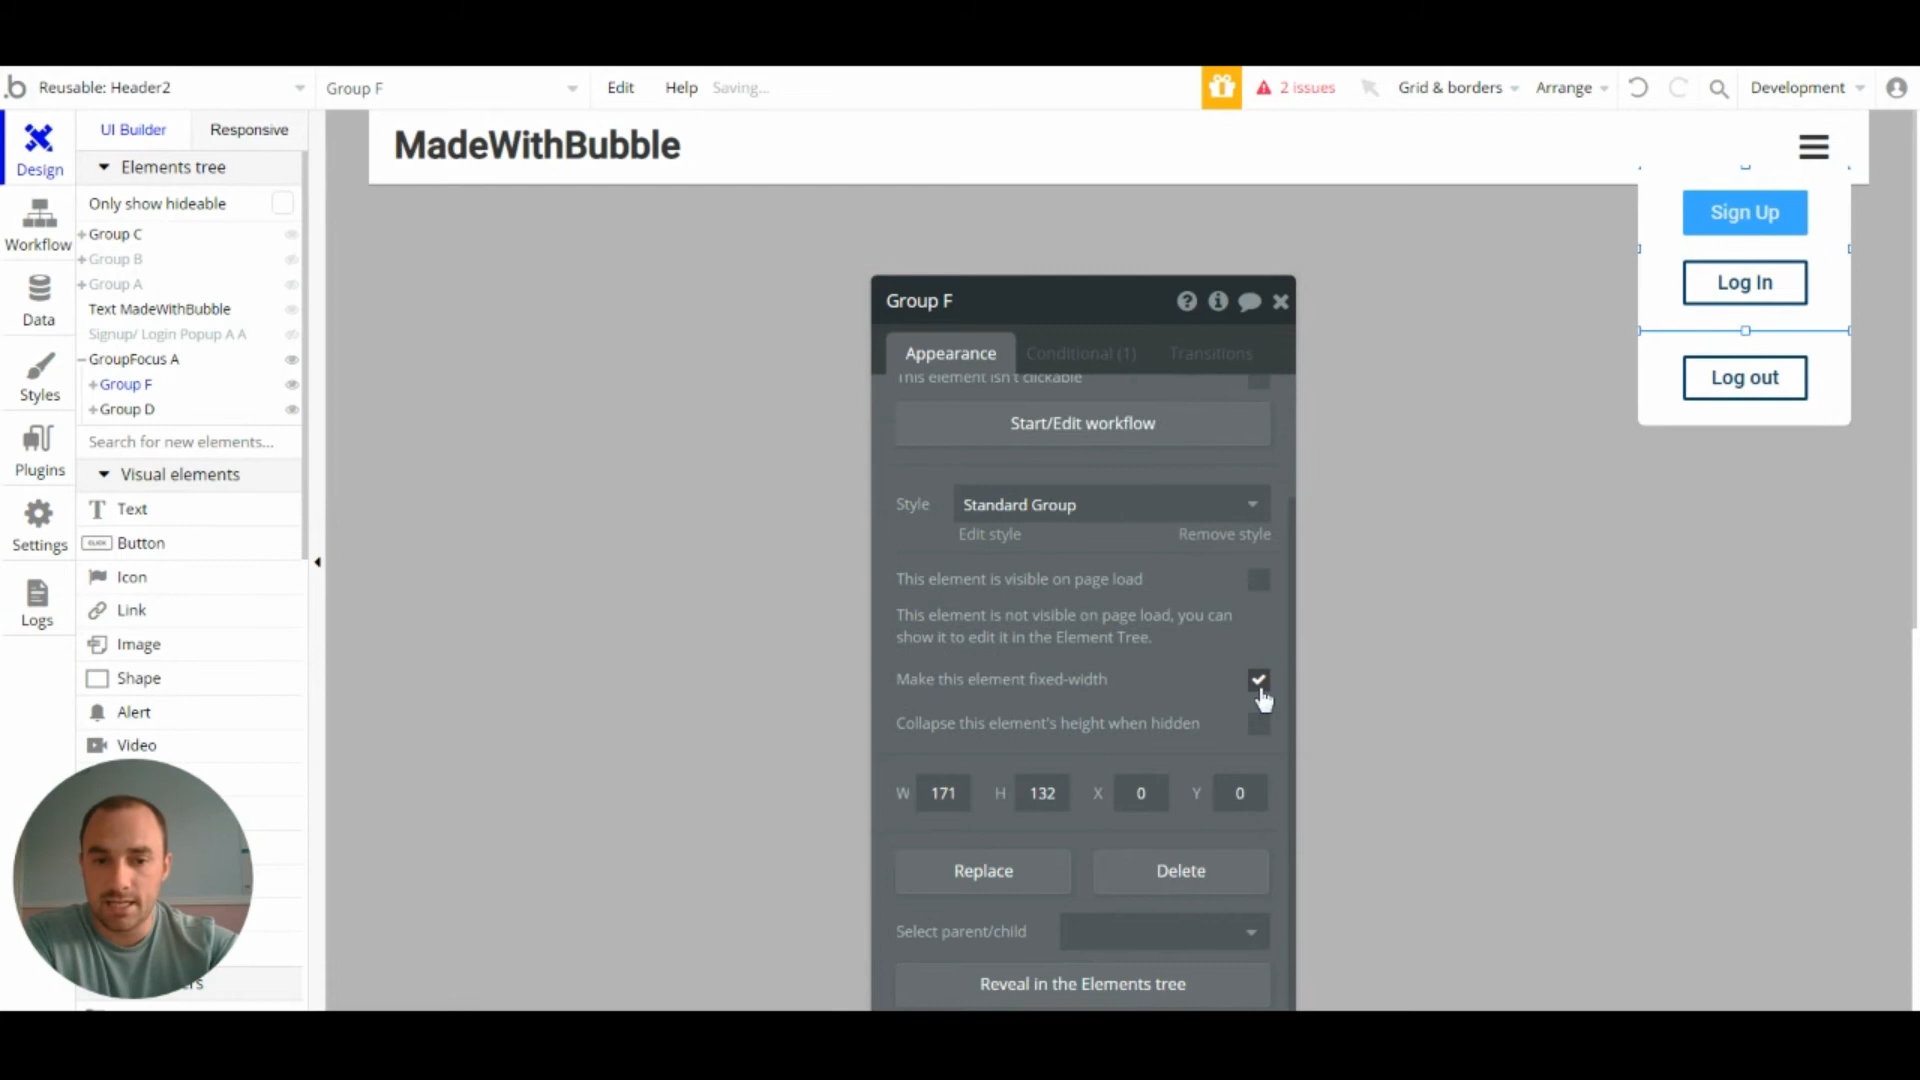 .b Reusable: Header2
Group F
Edit
Help
Saving...
2 issues
Grid & borders
Arrange
Development
UI Builder
Responsive
MadeWithBubble
Design
Elements tree
Only show hideable
Sign Up
Workflow
+Group C
+Group B
+Group A
Log In
Group F
Data
Text MadeWithBubble
Signup/ Login Popup A A
Appearance
Conditional (1)
Transitions
−GroupFocus A
This element isn't clickable
Log out
Styles
+Group F
+Group D
Start/Edit workflow
Search for new elements...
Plugins
Visual elements
Style
Standard Group
T Text
Edit style
Remove style
Settings
CLICK Button
Icon
This element is visible on page load
Logs
Link
This element is not visible on page load, you can
show it to edit it in the Element Tree.
Image
Shape
Make this element fixed-width
Alert
Collapse this element's height when hidden
Video
W 171 H 132 X 0 Y 0
Replace
Delete
Select parent/child
Reveal in the Elements tree